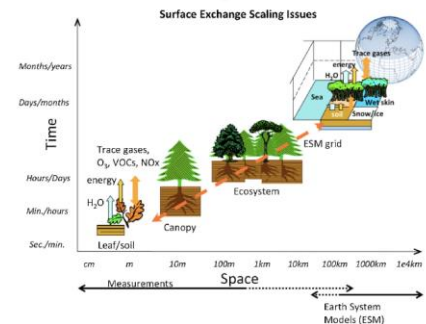 Surface Exchange Scaling Issues
Trace gases
energy
H₂O
Months/years
Sea
Wet skin
soil
Snow/ice
Days/months
Time
ESM grid
Trace gases,
O₃, VOCs, NOx
Hours/Days
energy
Ecosystem
H₂O
Min./hours
Canopy
Sec./min.
Leaf/soil
cm m 10m 100m 1km 10km 100km 1000km 1e4km
Measurements
Space
Earth System
Models (ESM)